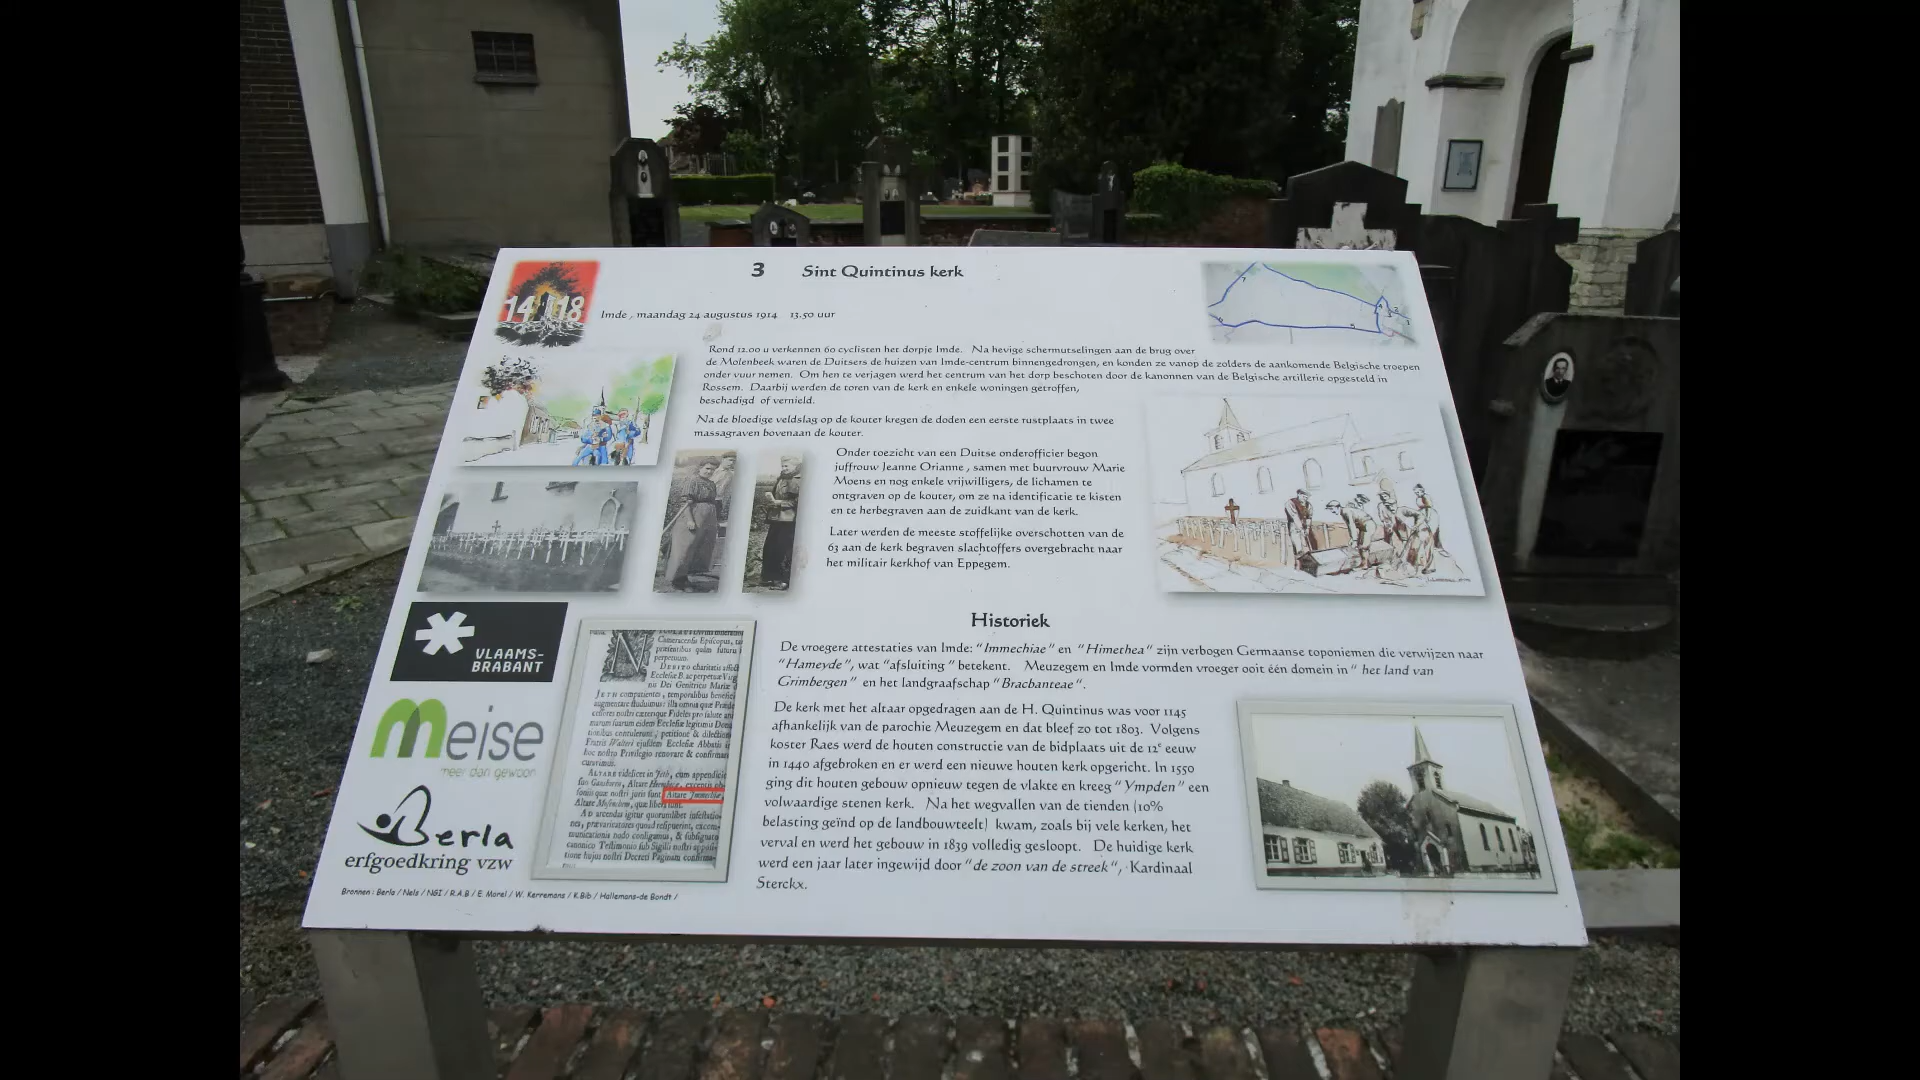 3 Sint Quintinus kerk
14 18
Imde , maandag 24 augustus 1914 13.50 uur
Rond 12.00 u verkennen 60 cyclisten het dorpje Imde. Na hevige schermutselingen aan de brug over
de Molenbeek waren de Duitsers de huizen van Imde-centrum binnengedrongen, en konden ze vanop de zolders de aankomende Belgische troepen
onder vuur nemen. Om hen te verjagen werd het centrum van het dorp beschoten door de kanonnen van de Belgische artillerie opgesteld in
Rossem. Daarbij werden de toren van de kerk en enkele woningen getroffen,
beschadigd of vernield.
Na de bloedige veldslag op de kouter kregen de doden een eerste rustplaats in twee
massagraven bovenaan de kouter.
Onder toezicht van een Duitse onderofficier begon
juffrouw Jeanne Orianne , samen met buurvrouw Marie
Moens en nog enkele vrijwilligers, de lichamen te
ontgraven op de kouter, om ze na identificatie te kisten
en te herbegraven aan de zuidkant van de kerk.
Later werden de meeste stoffelijke overschotten van de
63 aan de kerk begraven slachtoffers overgebracht naar
het militair kerkhof van Eppegem.
Historiek
De vroegere attestaties van Imde: "Immechiae" en "Himethea" zijn verbogen Germaanse toponiemen die verwijzen naar
"Hameyde", wat "afsluiting" betekent. Meuzegem en Imde vormden vroeger ooit één domein in " het land van
Grimbergen" en het landgraafschap "Bracbanteae".
De kerk met het altaar opgedragen aan de H. Quintinus was voor 1145
afhankelijk van de parochie Meuzegem en dat bleef zo tot 1803. Volgens
koster Raes werd de houten constructie van de bidplaats uit de 12e eeuw
in 1440 afgebroken en er werd een nieuwe houten kerk opgericht. In 1550
ging dit houten gebouw opnieuw tegen de vlakte en kreeg "Ympden" een
volwaardige stenen kerk. Na het wegvallen van de tienden (10%
belasting geïnd op de landbouwteelt) kwam, zoals bij vele kerken, het
verval en werd het gebouw in 1839 volledig gesloopt. De huidige kerk
werd een jaar later ingewijd door "de zoon van de streek", Kardinaal
Sterckx.
VLAAMS-
BRABANT
meise
meer dan gewoon
Berla
erfgoedkring vzw
Bronnen : Berla / Nels / NGI / R.A.B / E. Morel / W. Kerremans / K.Bib / Hallemans-de Bondt /